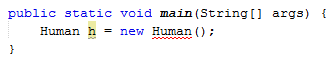 public static void main(String[] args) {
Human h = new Human();
}